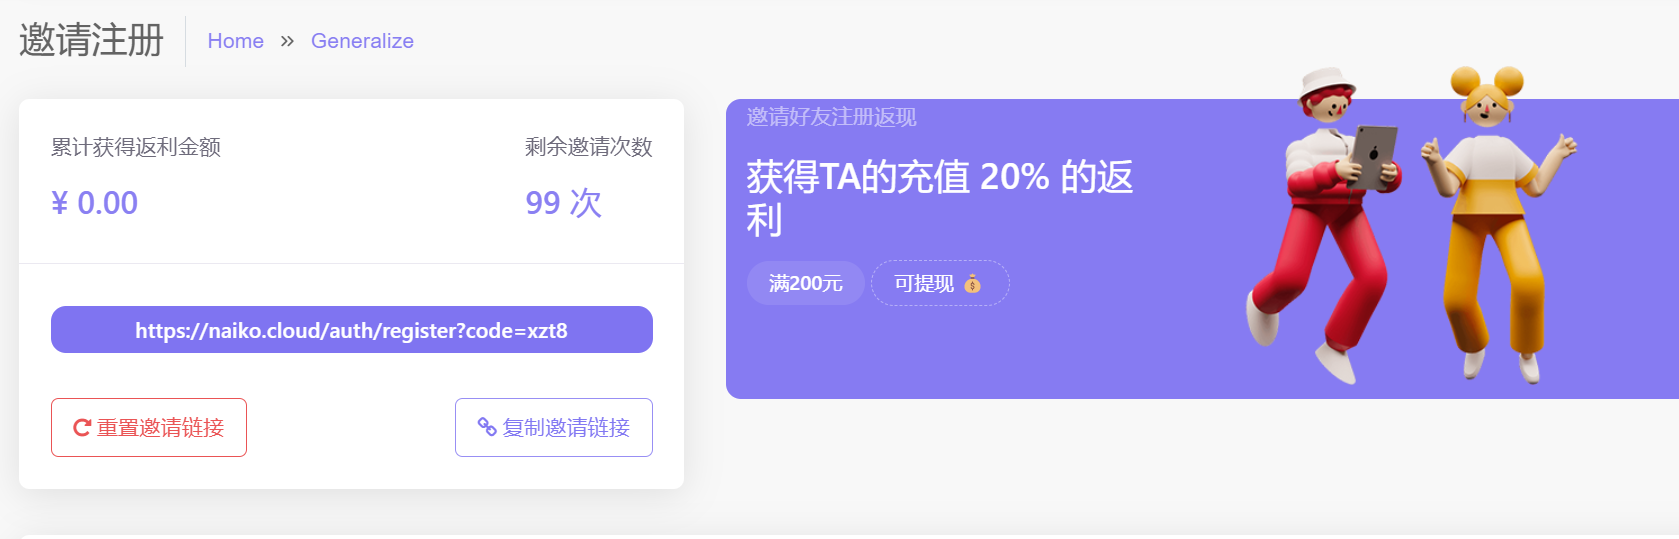 邀请注册
Home » Generalize
累计获得返利金额
剩余邀请次数
¥ 0.00
99 次
https://naiko.cloud/auth/register?code=xzt8
重置邀请链接
复制邀请链接
邀请好友注册返现
获得TA的充值 20% 的返
利
满200元
可提现